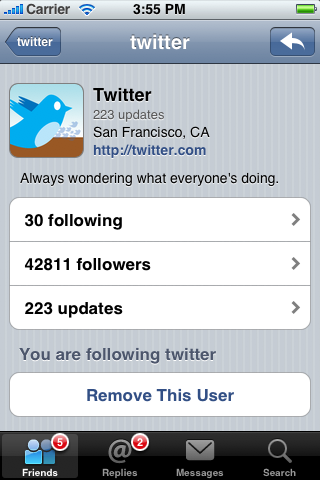 Carrier 3:55 PM
twitter twitter
Twitter
223 updates
San Francisco, CA
http://twitter.com
Always wondering what everyone's doing.
30 following
42811 followers
223 updates
You are following twitter
Remove This User
5 2
Friends Replies Messages Search